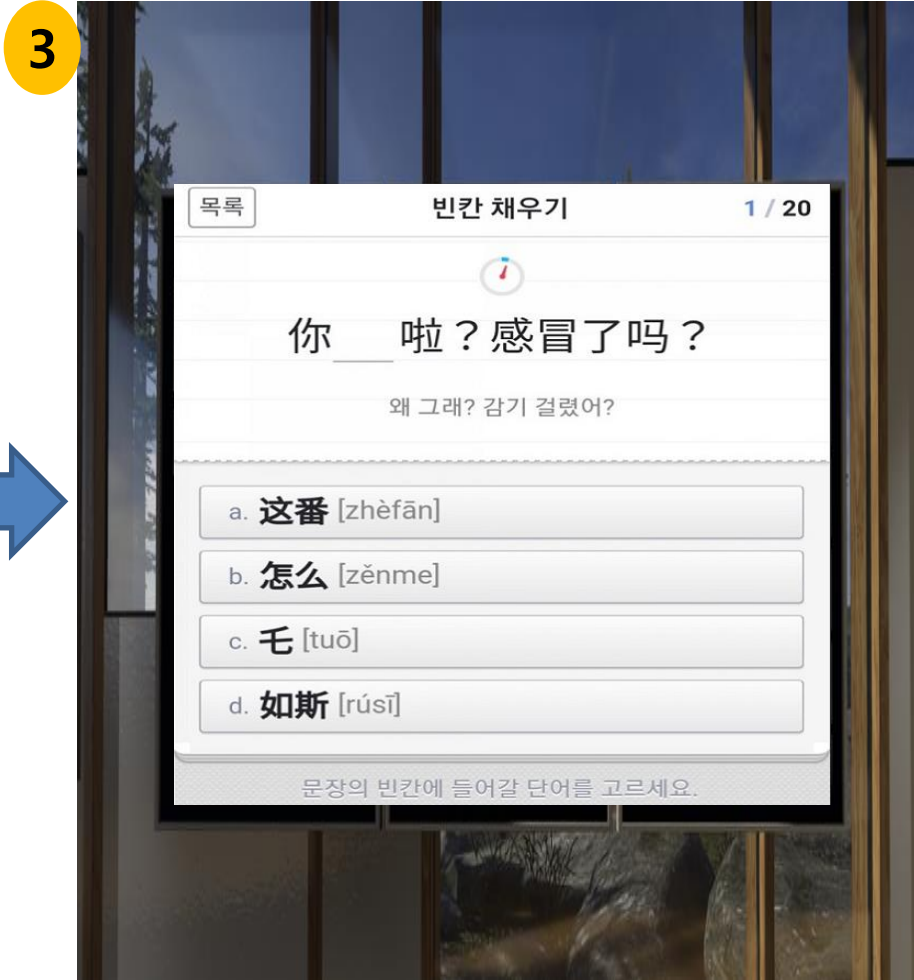 3
목록 빈칸 채우기 1 / 20
你___啦？感冒了吗？
왜 그래? 감기 걸렸어?
a. 这番 [zhèfān]
b. 怎么 [zěnme]
c. 乇 [tuō]
d. 如斯 [rúsī]
문장의 빈칸에 들어갈 단어를 고르세요.